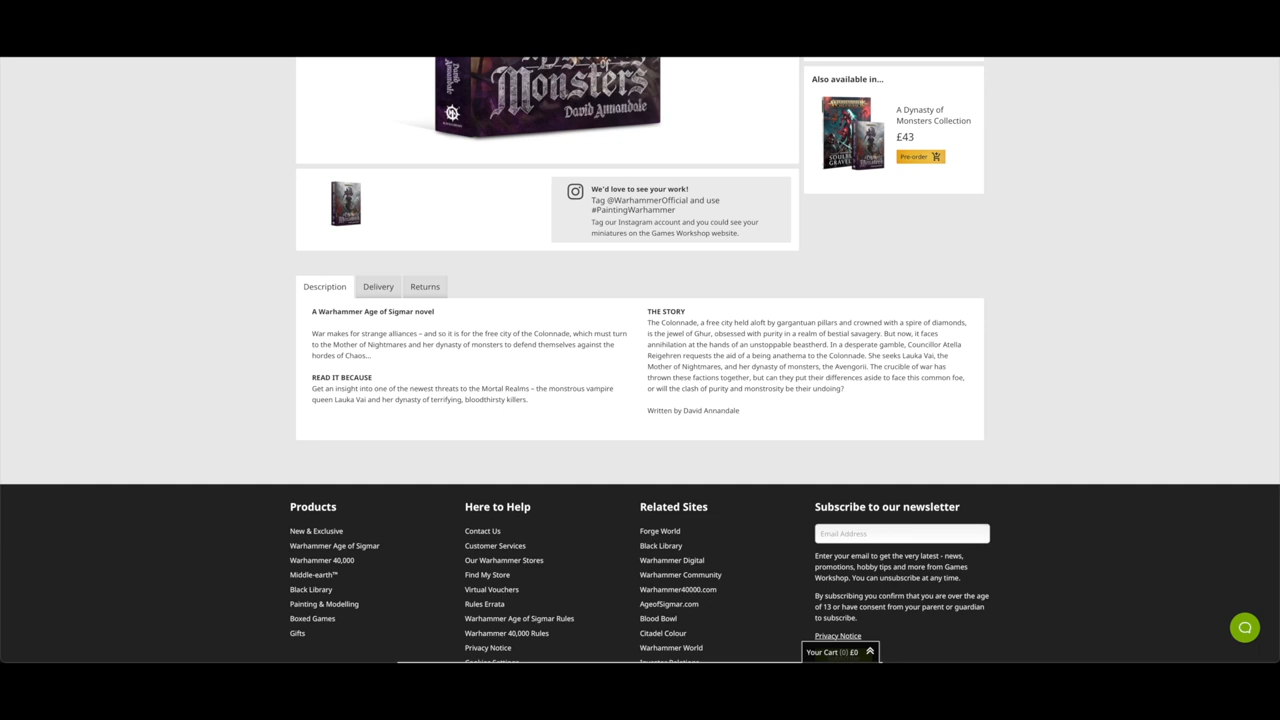 Monsters
David Annandale
David
Annandale
Also available in...
A Dynasty of
Monsters Collection
£43
Pre-order
We'd love to see your work!
Tag @WarhammerOfficial and use
#PaintingWarhammer
Tag our Instagram account and you could see your
miniatures on the Games Workshop website.
Description
Delivery
Returns
A Warhammer Age of Sigmar novel
War makes for strange alliances – and so it is for the free city of the Colonnade, which must turn
to the Mother of Nightmares and her dynasty of monsters to defend themselves against the
hordes of Chaos...
READ IT BECAUSE
Get an insight into one of the newest threats to the Mortal Realms – the monstrous vampire
queen Lauka Vai and her dynasty of terrifying, bloodthirsty killers.
THE STORY
The Colonnade, a free city held aloft by gargantuan pillars and crowned with a spire of diamonds,
is the jewel of Ghur, obsessed with purity in a realm of bestial savagery. But now, it faces
annihilation at the hands of an unstoppable beastherd. In a desperate gamble, Councillor Atella
Reigehren requests the aid of a being anathema to the Colonnade. She seeks Lauka Vai, the
Mother of Nightmares, and her dynasty of monsters, the Avengorii. The crucible of war has
thrown these factions together, but can they put their differences aside to face this common foe,
or will the clash of purity and monstrosity be their undoing?
Written by David Annandale
Products
New & Exclusive
Warhammer Age of Sigmar
Warhammer 40,000
Middle-earth™
Black Library
Painting & Modelling
Boxed Games
Gifts
Here to Help
Contact Us
Customer Services
Our Warhammer Stores
Find My Store
Virtual Vouchers
Rules Errata
Warhammer Age of Sigmar Rules
Warhammer 40,000 Rules
Privacy Notice
Cookie Settings
Related Sites
Forge World
Black Library
Warhammer Digital
Warhammer Community
Warhammer40000.com
AgeofSigmar.com
Blood Bowl
Citadel Colour
Warhammer World
Investor Relations
Subscribe to our newsletter
Email Address
Enter your email to get the very latest - news,
promotions, hobby tips and more from Games
Workshop. You can unsubscribe at any time.
By subscribing you confirm that you are over the age
of 13 or have consent from your parent or guardian
to subscribe.
Privacy Notice
Your Cart (0) £0